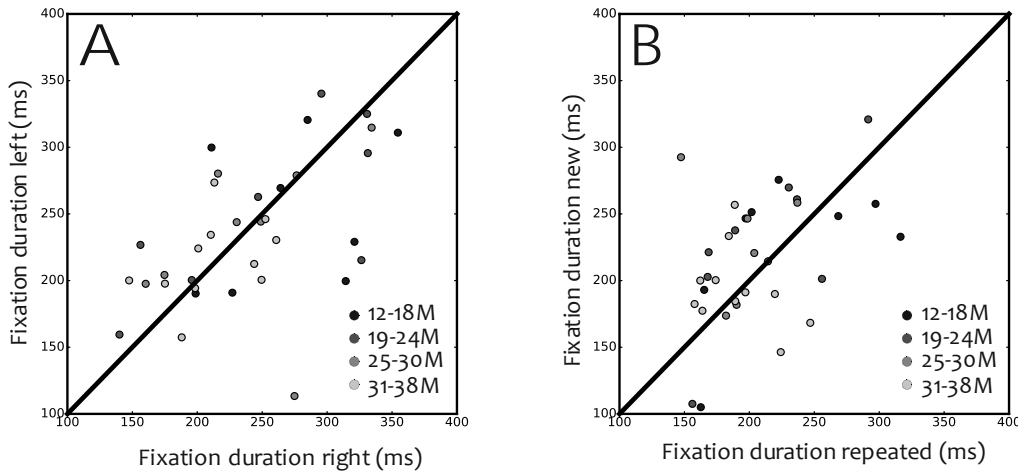 A
400
350
300
250
200
150
100
100
150
200
250
300
350
400
Fixation duration left (ms)
Fixation duration right (ms)
12-18M
19-24M
25-30M
31-38M
B
400
350
300
250
200
150
100
100
150
200
250
300
350
400
Fixation duration new (ms)
Fixation duration repeated (ms)
12-18M
19-24M
25-30M
31-38M